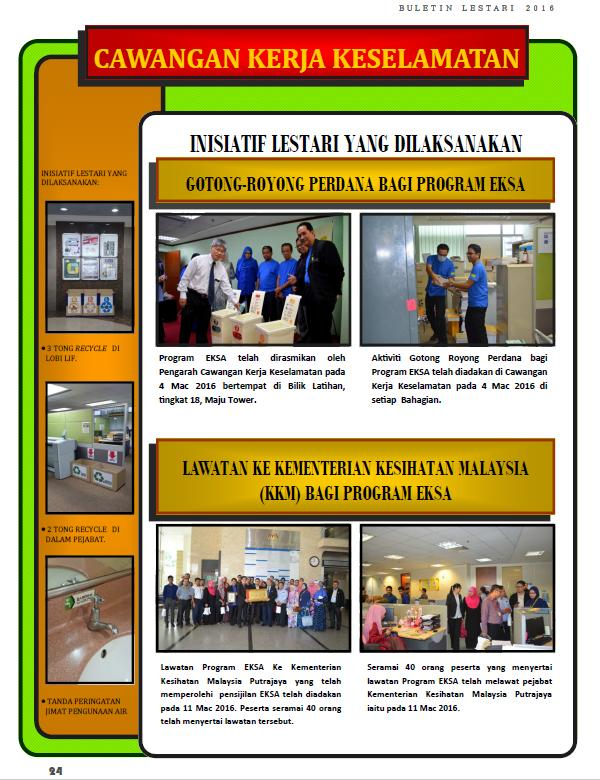 BULETIN LESTARI 2016
CAWANGAN KERJA KESELAMATAN
INISIATIF LESTARI YANG
DILAKSANAKAN:
• 3 TONG RECYCLE DI
LOBI LIF.
• 2 TONG RECYCLE DI
DALAM PEJABAT.
• TANDA PERINGATAN
JIMAT PENGUNAAN AIR
INISIATIF LESTARI YANG DILAKSANAKAN
GOTONG-ROYONG PERDANA BAGI PROGRAM EKSA
Program EKSA telah dirasmikan oleh
Pengarah Cawangan Kerja Keselamatan pada
4 Mac 2016 bertempat di Bilik Latihan,
tingkat 18, Maju Tower.
Aktiviti Gotong Royong Perdana bagi
Program EKSA telah diadakan di Cawangan
Kerja Keselamatan pada 4 Mac 2016 di
setiap Bahagian.
LAWATAN KE KEMENTERIAN KESIHATAN MALAYSIA
(KKM) BAGI PROGRAM EKSA
Lawatan Program EKSA Ke Kementerian
Kesihatan Malaysia Putrajaya yang telah
memperolehi pensijilan EKSA telah diadakan
pada 11 Mac 2016. Peserta seramai 40 orang
telah menyertai lawatan tersebut.
Seramai 40 orang peserta yang menyertai
lawatan Program EKSA telah melawat pejabat
Kementerian Kesihatan Malaysia Putrajaya
iaitu pada 11 Mac 2016.
24